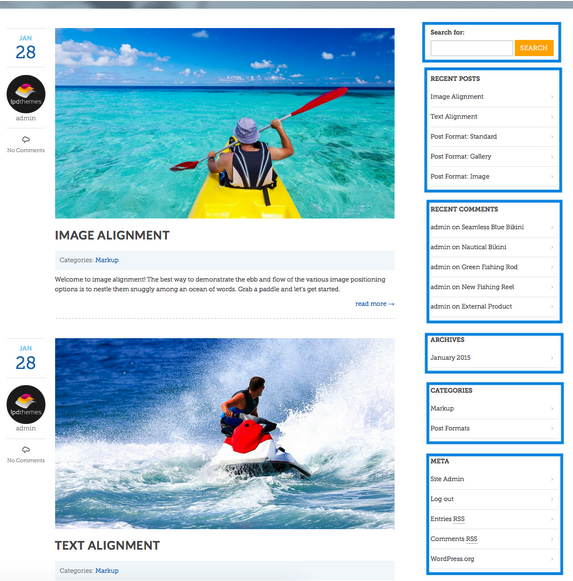 JAN
28
lpdthemes
admin
No Comments
IMAGE ALIGNMENT
Categories: Markup
Welcome to image alignment! The best way to demonstrate the ebb and flow of the various image positioning
options is to nestle them snuggly among an ocean of words. Grab a paddle and let's get started.
read more →
JAN
28
lpdthemes
admin
No Comments
TEXT ALIGNMENT
Categories: Markup
Search for:
SEARCH
RECENT POSTS
Image Alignment
Text Alignment
Post Format: Standard
Post Format: Gallery
Post Format: Image
RECENT COMMENTS
admin on Seamless Blue Bikini
admin on Nautical Bikini
admin on Green Fishing Rod
admin on New Fishing Reel
admin on External Product
ARCHIVES
January 2015
CATEGORIES
Markup
Post Formats
META
Site Admin
Log out
Entries RSS
Comments RSS
WordPress.org